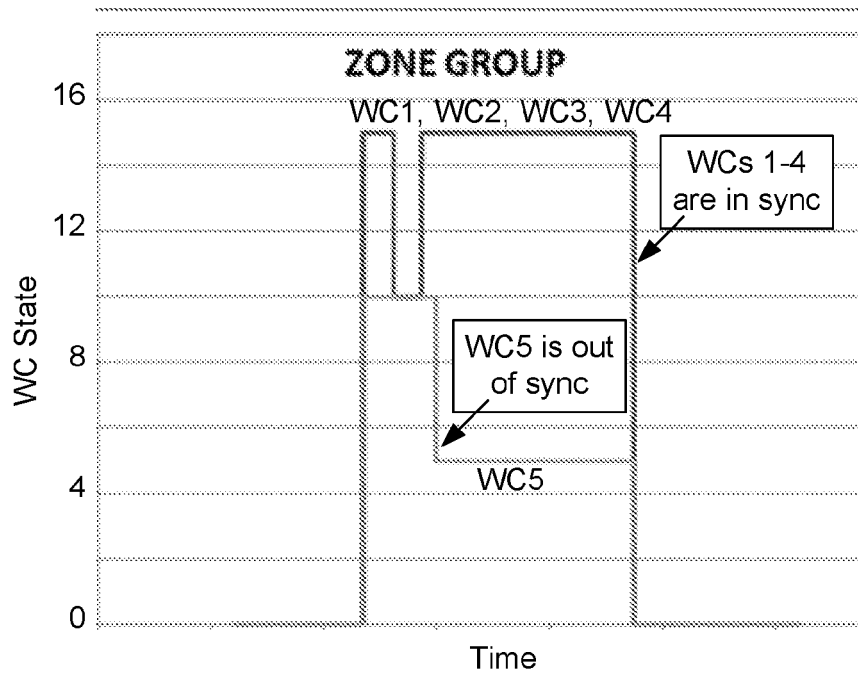 ZONE GROUP
16
WC1, WC2, WC3, WC4
WCs 1-4
are in sync
12
WC State
8
WC5 is out
of sync
WC5
4
0
Time